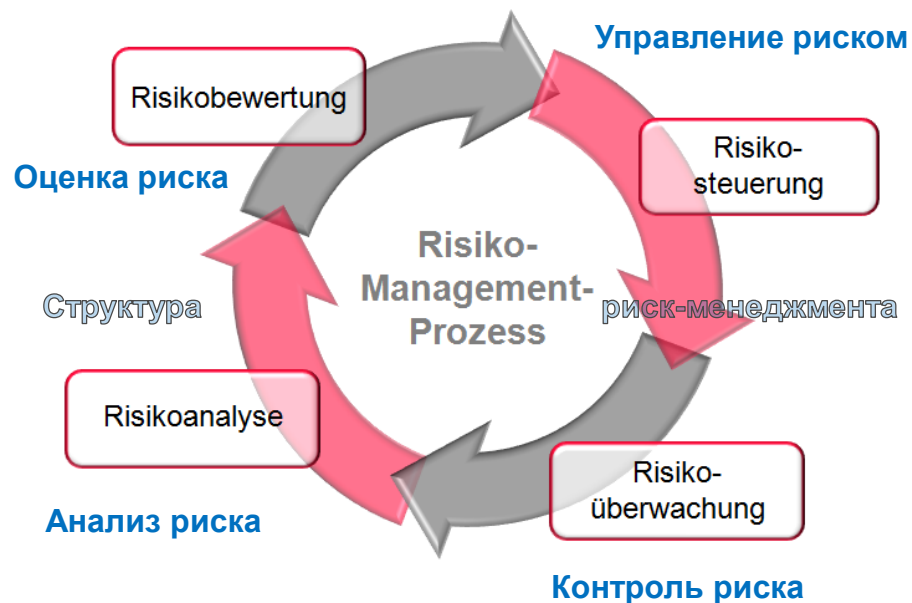 Управление риском
Risikobewertung
Risiko-
steuerung
Оценка риска
Risiko-
Management-
Prozess
Структура
риск-менеджмента
Risikoanalyse
Risiko-
überwachung
Анализ риска
Контроль риска